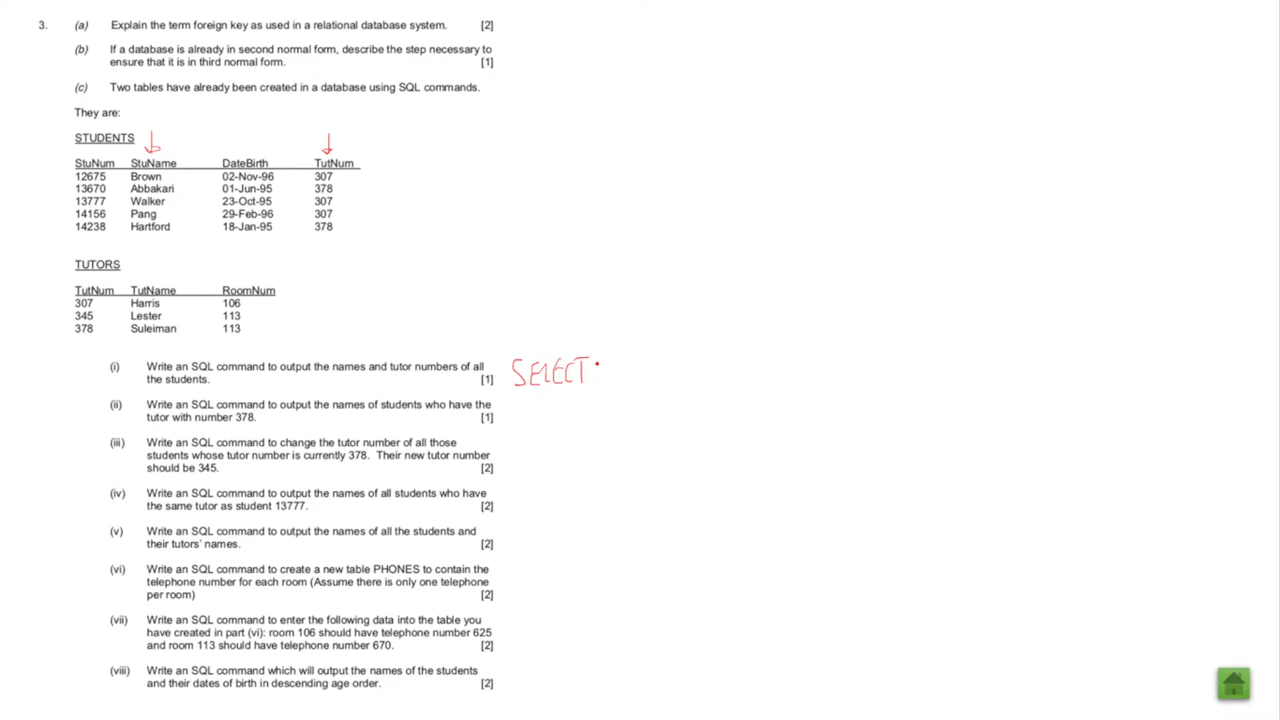 3. (a) Explain the term foreign key as used in a relational database system. [2]
(b) If a database is already in second normal form, describe the step necessary to
ensure that it is in third normal form. [1]
(c) Two tables have already been created in a database using SQL commands.
They are:
STUDENTS
StuNum StuName DateBirth TutNum
12675 Brown 02-Nov-96 307
13670 Abbakari 01-Jun-95 378
13777 Walker 23-Oct-95 307
14156 Pang 29-Feb-96 307
14238 Hartford 18-Jan-95 378
TUTORS
TutNum TutName RoomNum
307 Harris 106
345 Lester 113
378 Suleiman 113
(i) Write an SQL command to output the names and tutor numbers of all
the students. [1] SELECT
(ii) Write an SQL command to output the names of students who have the
tutor with number 378. [1]
(iii) Write an SQL command to change the tutor number of all those
students whose tutor number is currently 378. Their new tutor number
should be 345. [2]
(iv) Write an SQL command to output the names of all students who have
the same tutor as student 13777. [2]
(v) Write an SQL command to output the names of all the students and
their tutors' names. [2]
(vi) Write an SQL command to create a new table PHONES to contain the
telephone number for each room (Assume there is only one telephone
per room) [2]
(vii) Write an SQL command to enter the following data into the table you
have created in part (vi): room 106 should have telephone number 625
and room 113 should have telephone number 670. [2]
(viii) Write an SQL command which will output the names of the students
and their dates of birth in descending age order. [2]